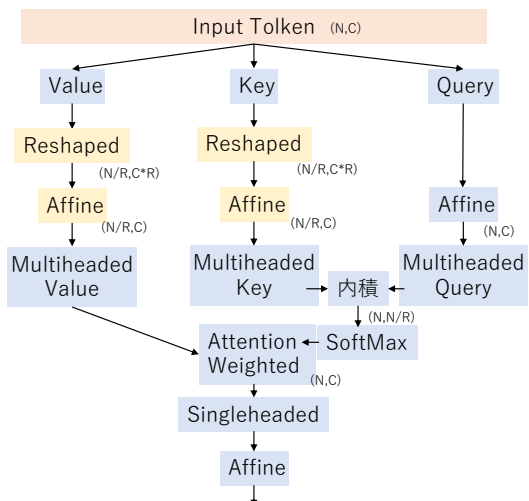 Input Tolken (N,C)
Value Key Query
Reshaped Reshaped
(N/R,C*R) (N/R,C*R)
Affine Affine Affine
(N/R,C) (N/R,C) (N,C)
Multiheaded Multiheaded Multiheaded
Value Key 内積 Query
(N,N/R)
Attention SoftMax
Weighted
(N,C)
Singleheaded
Affine